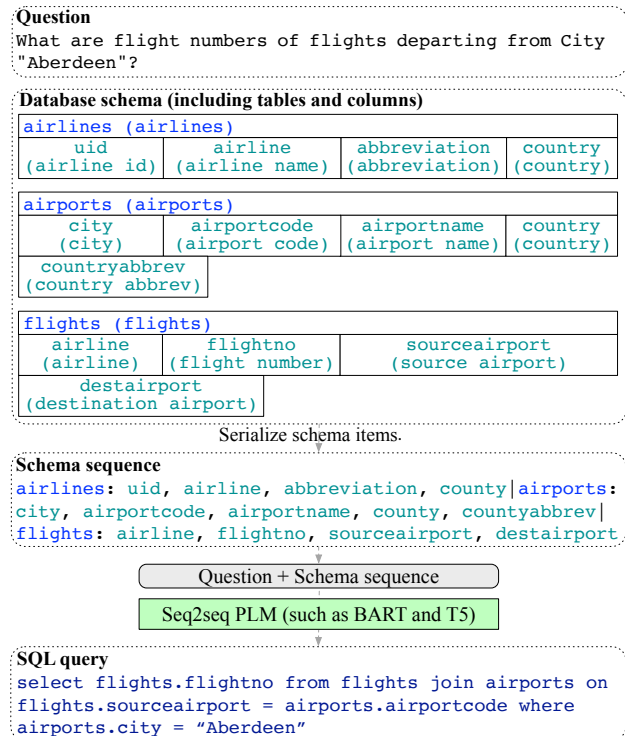 Question
What are flight numbers of flights departing from City
"Aberdeen"?
Database schema (including tables and columns)
airlines (airlines)
uid airline abbreviation country
(airline id) (airline name) (abbreviation) (country)
airports (airports)
city airportcode airportname country
(city) (airport code) (airport name) (country)
countryabbrev
(country abbrev)
flights (flights)
airline flightno sourceairport
(airline) (flight number) (source airport)
destairport
(destination airport)
Serialize schema items.
Schema sequence
airlines: uid, airline, abbreviation, county|airports:
city, airportcode, airportname, county, countyabbrev|
flights: airline, flightno, sourceairport, destairport
Question + Schema sequence
Seq2seq PLM (such as BART and T5)
SQL query
select flights.flightno from flights join airports on
flights.sourceairport = airports.airportcode where
airports.city = “Aberdeen”